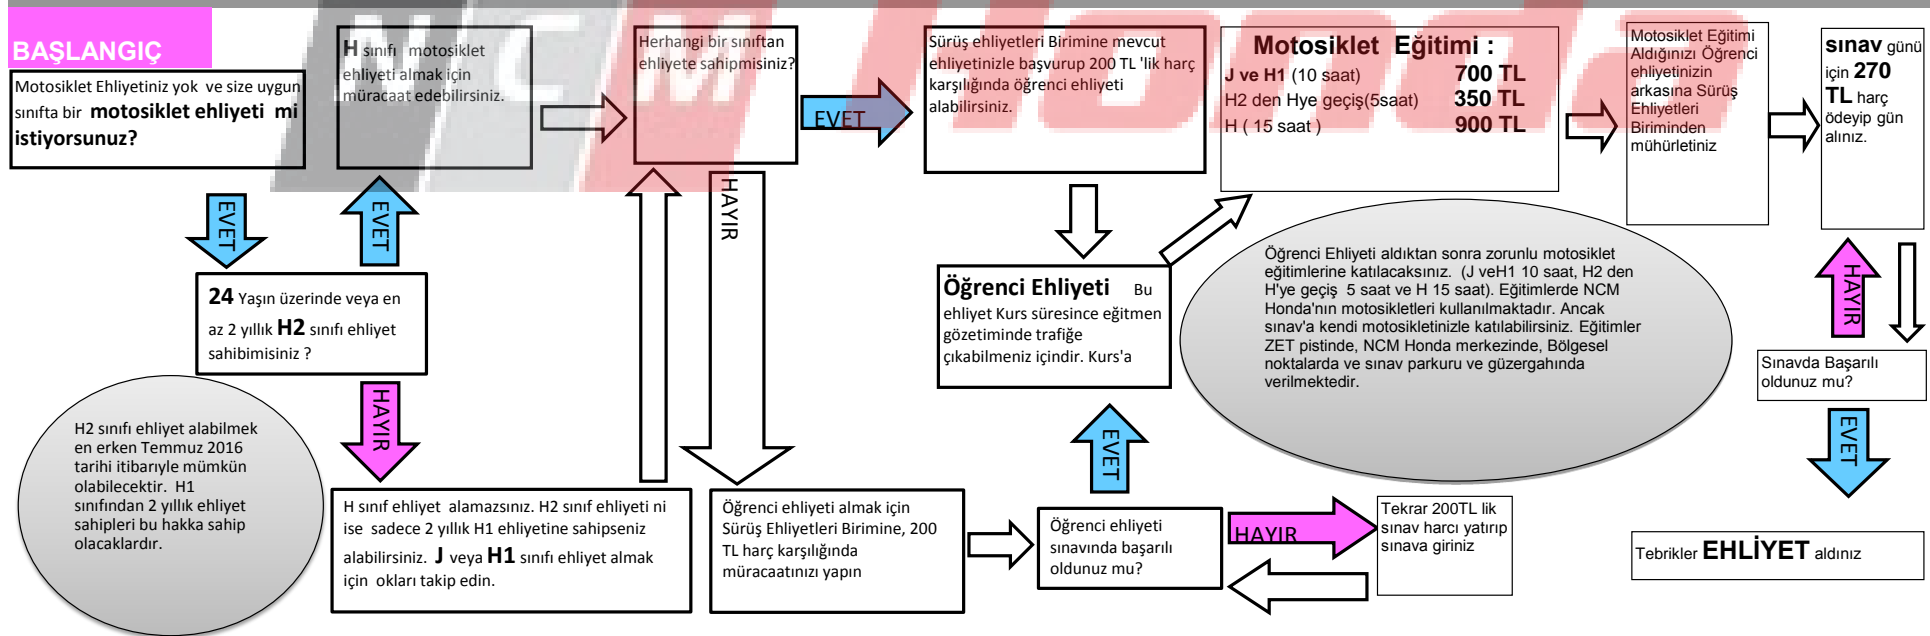 NCM Honda
BAŞLANGIÇ
Motosiklet Ehliyetiniz yok ve size uygun
sınıfta bir motosiklet ehliyeti mi
istiyorsunuz?
EVET
24 Yaşın üzerinde veya en
az 2 yıllık H2 sınıfı ehliyet
sahibimisiniz ?
EVET
H sınıfı motosiklet
ehliyeti almak için
müracaat edebilirsiniz.
HAYIR
H sınıf ehliyet alamazsınız. H2 sınıf ehliyeti ni
ise sadece 2 yıllık H1 ehliyetine sahipseniz
alabilirsiniz. J veya H1 sınıfı ehliyet almak
için okları takip edin.
H2 sınıfı ehliyet alabilmek
en erken Temmuz 2016
tarihi itibarıyle mümkün
olabilecektir. H1
sınıfından 2 yıllık ehliyet
sahipleri bu hakka sahip
olacaklardır.
Herhangi bir sınıftan
ehliyete sahipmisiniz?
EVET
Sürüş ehliyetleri Birimine mevcut
ehliyetinizle başvurup 200 TL 'lik harç
karşılığında öğrenci ehliyeti
alabilirsiniz.
HAYIR
Öğrenci ehliyeti almak için
Sürüş Ehliyetleri Birimine, 200
TL harç karşılığında
müracaatınızı yapın
Öğrenci ehliyeti
sınavında başarılı
oldunuz mu?
HAYIR
Tekrar 200TL lik
sınav harcı yatırıp
sınava giriniz
EVET
Öğrenci Ehliyeti Bu
ehliyet Kurs süresince eğitmen
gözetiminde trafiğe
çıkabilmeniz içindir. Kurs'a
Motosiklet Eğitimi :
J ve H1 (10 saat) 700 TL
H2 den Hye geçiş(5saat) 350 TL
H ( 15 saat ) 900 TL
Öğrenci Ehliyeti aldıktan sonra zorunlu motosiklet
eğitimlerine katılacaksınız. (J veH1 10 saat, H2 den
H'ye geçiş 5 saat ve H 15 saat). Eğitimlerde NCM
Honda'nın motosikletleri kullanılmaktadır. Ancak
sınav'a kendi motosikletinizle katılabilirsiniz. Eğitimler
ZET pistinde, NCM Honda merkezinde, Bölgesel
noktalarda ve sınav parkuru ve güzergahında
verilmektedir.
Motosiklet Eğitimi
Aldığınızı Öğrenci
ehliyetinizin
arkasına Sürüş
Ehliyetleri
Biriminden
mühürletiniz
sınav günü
için 270
TL harç
ödeyip gün
alınız.
HAYIR
Sınavda Başarılı
oldunuz mu?
EVET
Tebrikler EHLİYET aldınız